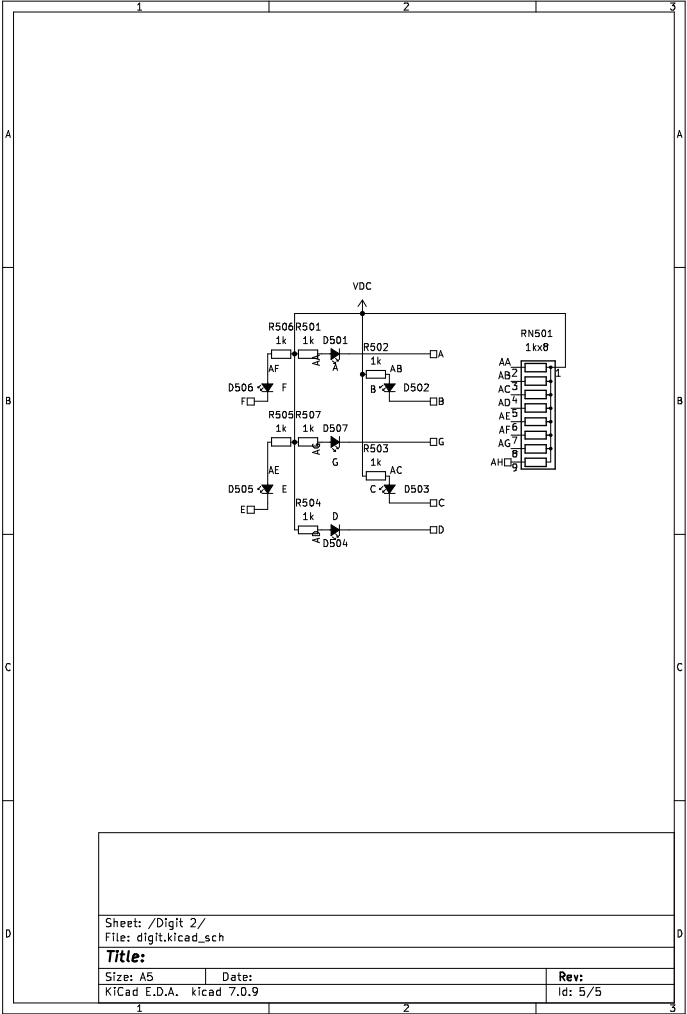 1 2 3
A A
VDC
R506 R501 D501
1k 1k A
AA
A
R502
1k
AB
B D502
B
AF
D506 F
F
RN501
1kx8
AA 2 1
AB 3
AC 4
AD 5
AE 6
AF 7
AG 8
AH 9
B B
R505 R507 D507
1k 1k G
AG
G
R503
1k
AC
C D503
C
AE
D505 E
E
R504
1k
AD
D
D504
D
C C
Sheet: /Digit 2/
File: digit.kicad_sch
D D
Title:
Size: A5 Date: Rev:
KiCad E.D.A. kicad 7.0.9 Id: 5/5
1 2 3